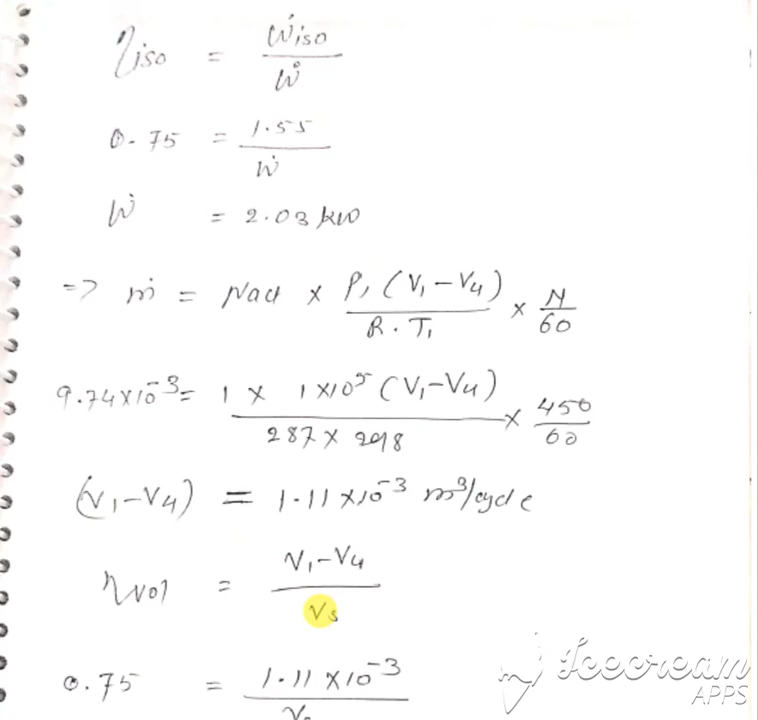 ηiso = Ẇiso / Ẇ
0.75 = 1.55 / Ẇ
Ẇ = 2.03 kW
=> ṁ = Nact × P₁ (V₁-V₄) / R.T₁ × N/60
9.74×10⁻³ = 1 × 1×10⁵ (V₁-V₄) / 287 × 298 × 450/60
(V₁-V₄) = 1.11 ×10⁻³ m³/cycle
ηvol = V₁-V₄ / Vs
0.75 = 1.11 ×10⁻³ / Vs
Icecream
APPS